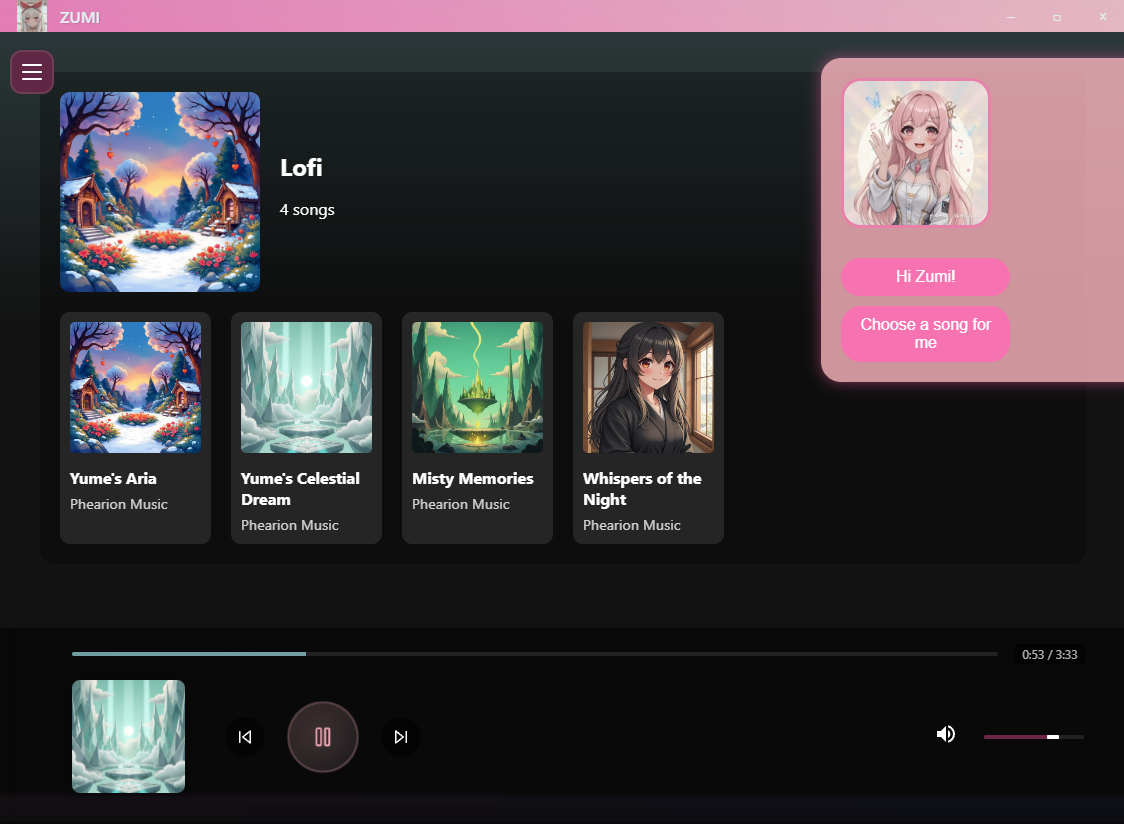 ZUMI
Lofi
4 songs
Hi Zumi!
Choose a song for
me
Yume's Aria
Phearion Music
Yume's Celestial
Dream
Phearion Music
Misty Memories
Phearion Music
Whispers of the
Night
Phearion Music
0:53 / 3:33